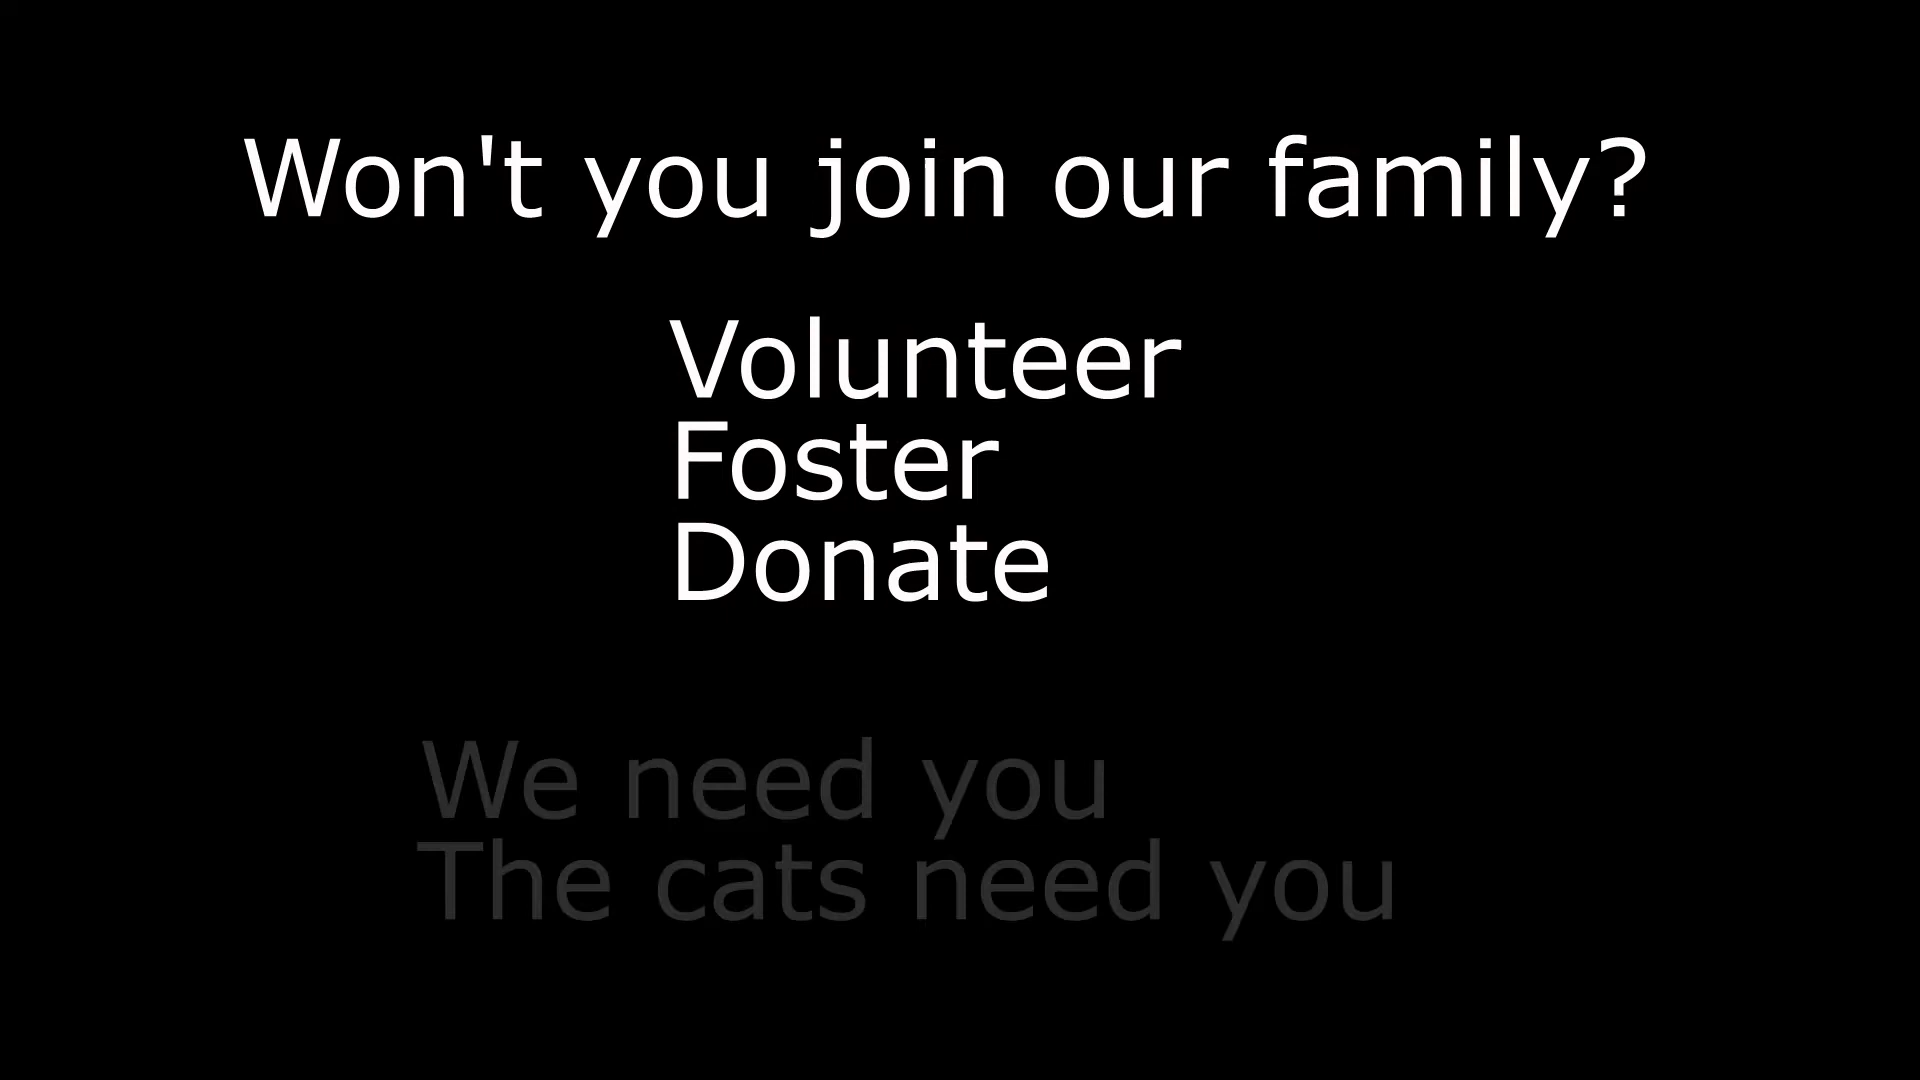 Won't you join our family?
Volunteer
Foster
Donate
We need you
The cats need you